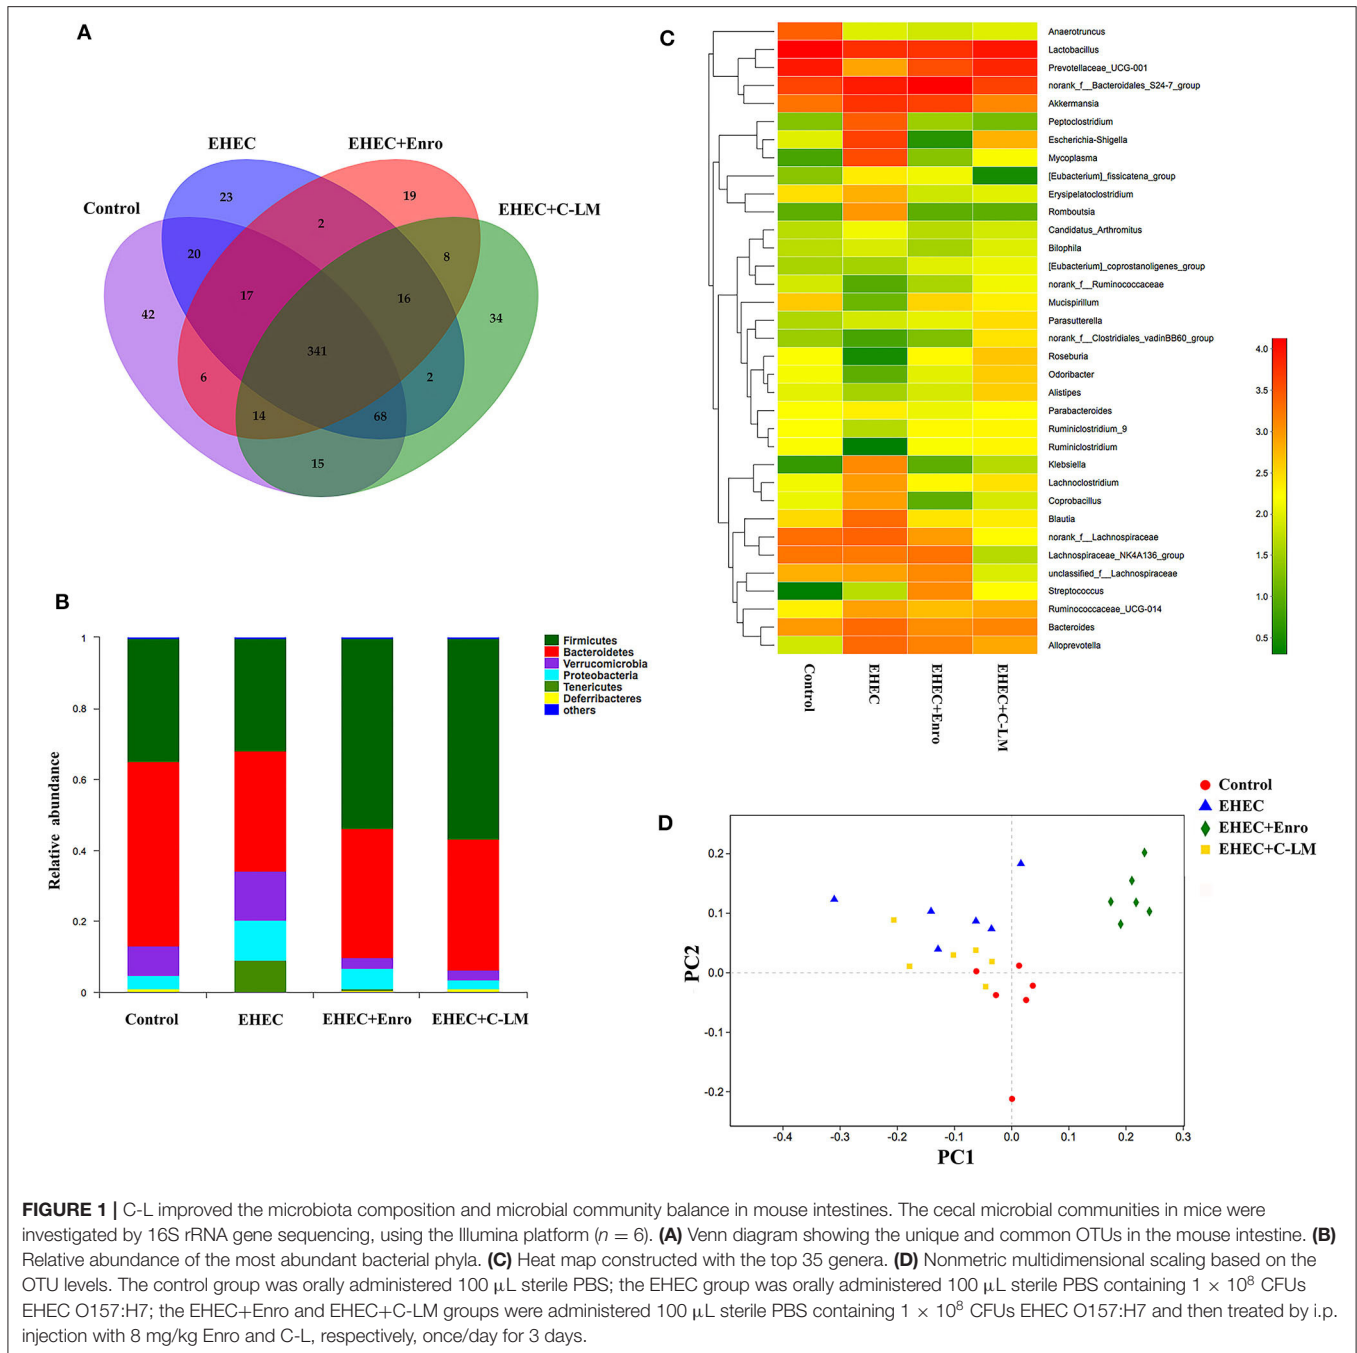 A
EHEC
EHEC+Enro
Control
EHEC+C-LM
23
19
2
20
8
42
17
16
34
341
6
2
14
68
15
B
1
0.8
0.6
0.4
0.2
0
Relative abundance
Control
EHEC
EHEC+Enro
EHEC+C-LM
Firmicutes
Bacteroidetes
Verrucomicrobia
Proteobacteria
Tenericutes
Deferribacteres
others
C
Anaerotruncus
Lactobacillus
Prevotellaceae_UCG-001
norank_f__Bacteroidales_S24-7_group
Akkermansia
Peptoclostridium
Escherichia-Shigella
Mycoplasma
[Eubacterium]_fissicatena_group
Erysipelatoclostridium
Romboutsia
Candidatus_Arthromitus
Bilophila
[Eubacterium]_coprostanoligenes_group
norank_f__Ruminococcaceae
Mucispirillum
Parasutterella
norank_f__Clostridiales_vadinBB60_group
Roseburia
Odoribacter
Alistipes
Parabacteroides
Ruminiclostridium_9
Ruminiclostridium
Klebsiella
Lachnoclostridium
Coprobacillus
Blautia
norank_f__Lachnospiraceae
Lachnospiraceae_NK4A136_group
unclassified_f__Lachnospiraceae
Streptococcus
Ruminococcaceae_UCG-014
Bacteroides
Alloprevotella
Control
EHEC
EHEC+Enro
EHEC+C-LM
4.0
3.5
3.0
2.5
2.0
1.5
1.0
0.5
D
Control
EHEC
EHEC+Enro
EHEC+C-LM
0.2
0.1
0.0
-0.1
-0.2
PC2
-0.4
-0.3
-0.2
-0.1
0.0
0.1
0.2
0.3
PC1
FIGURE 1 | C-L improved the microbiota composition and microbial community balance in mouse intestines. The cecal microbial communities in mice were
investigated by 16S rRNA gene sequencing, using the Illumina platform (n = 6). (A) Venn diagram showing the unique and common OTUs in the mouse intestine. (B)
Relative abundance of the most abundant bacterial phyla. (C) Heat map constructed with the top 35 genera. (D) Nonmetric multidimensional scaling based on the
OTU levels. The control group was orally administered 100 μL sterile PBS; the EHEC group was orally administered 100 μL sterile PBS containing 1 × 10⁸ CFUs
EHEC O157:H7; the EHEC+Enro and EHEC+C-LM groups were administered 100 μL sterile PBS containing 1 × 10⁸ CFUs EHEC O157:H7 and then treated by i.p.
injection with 8 mg/kg Enro and C-L, respectively, once/day for 3 days.